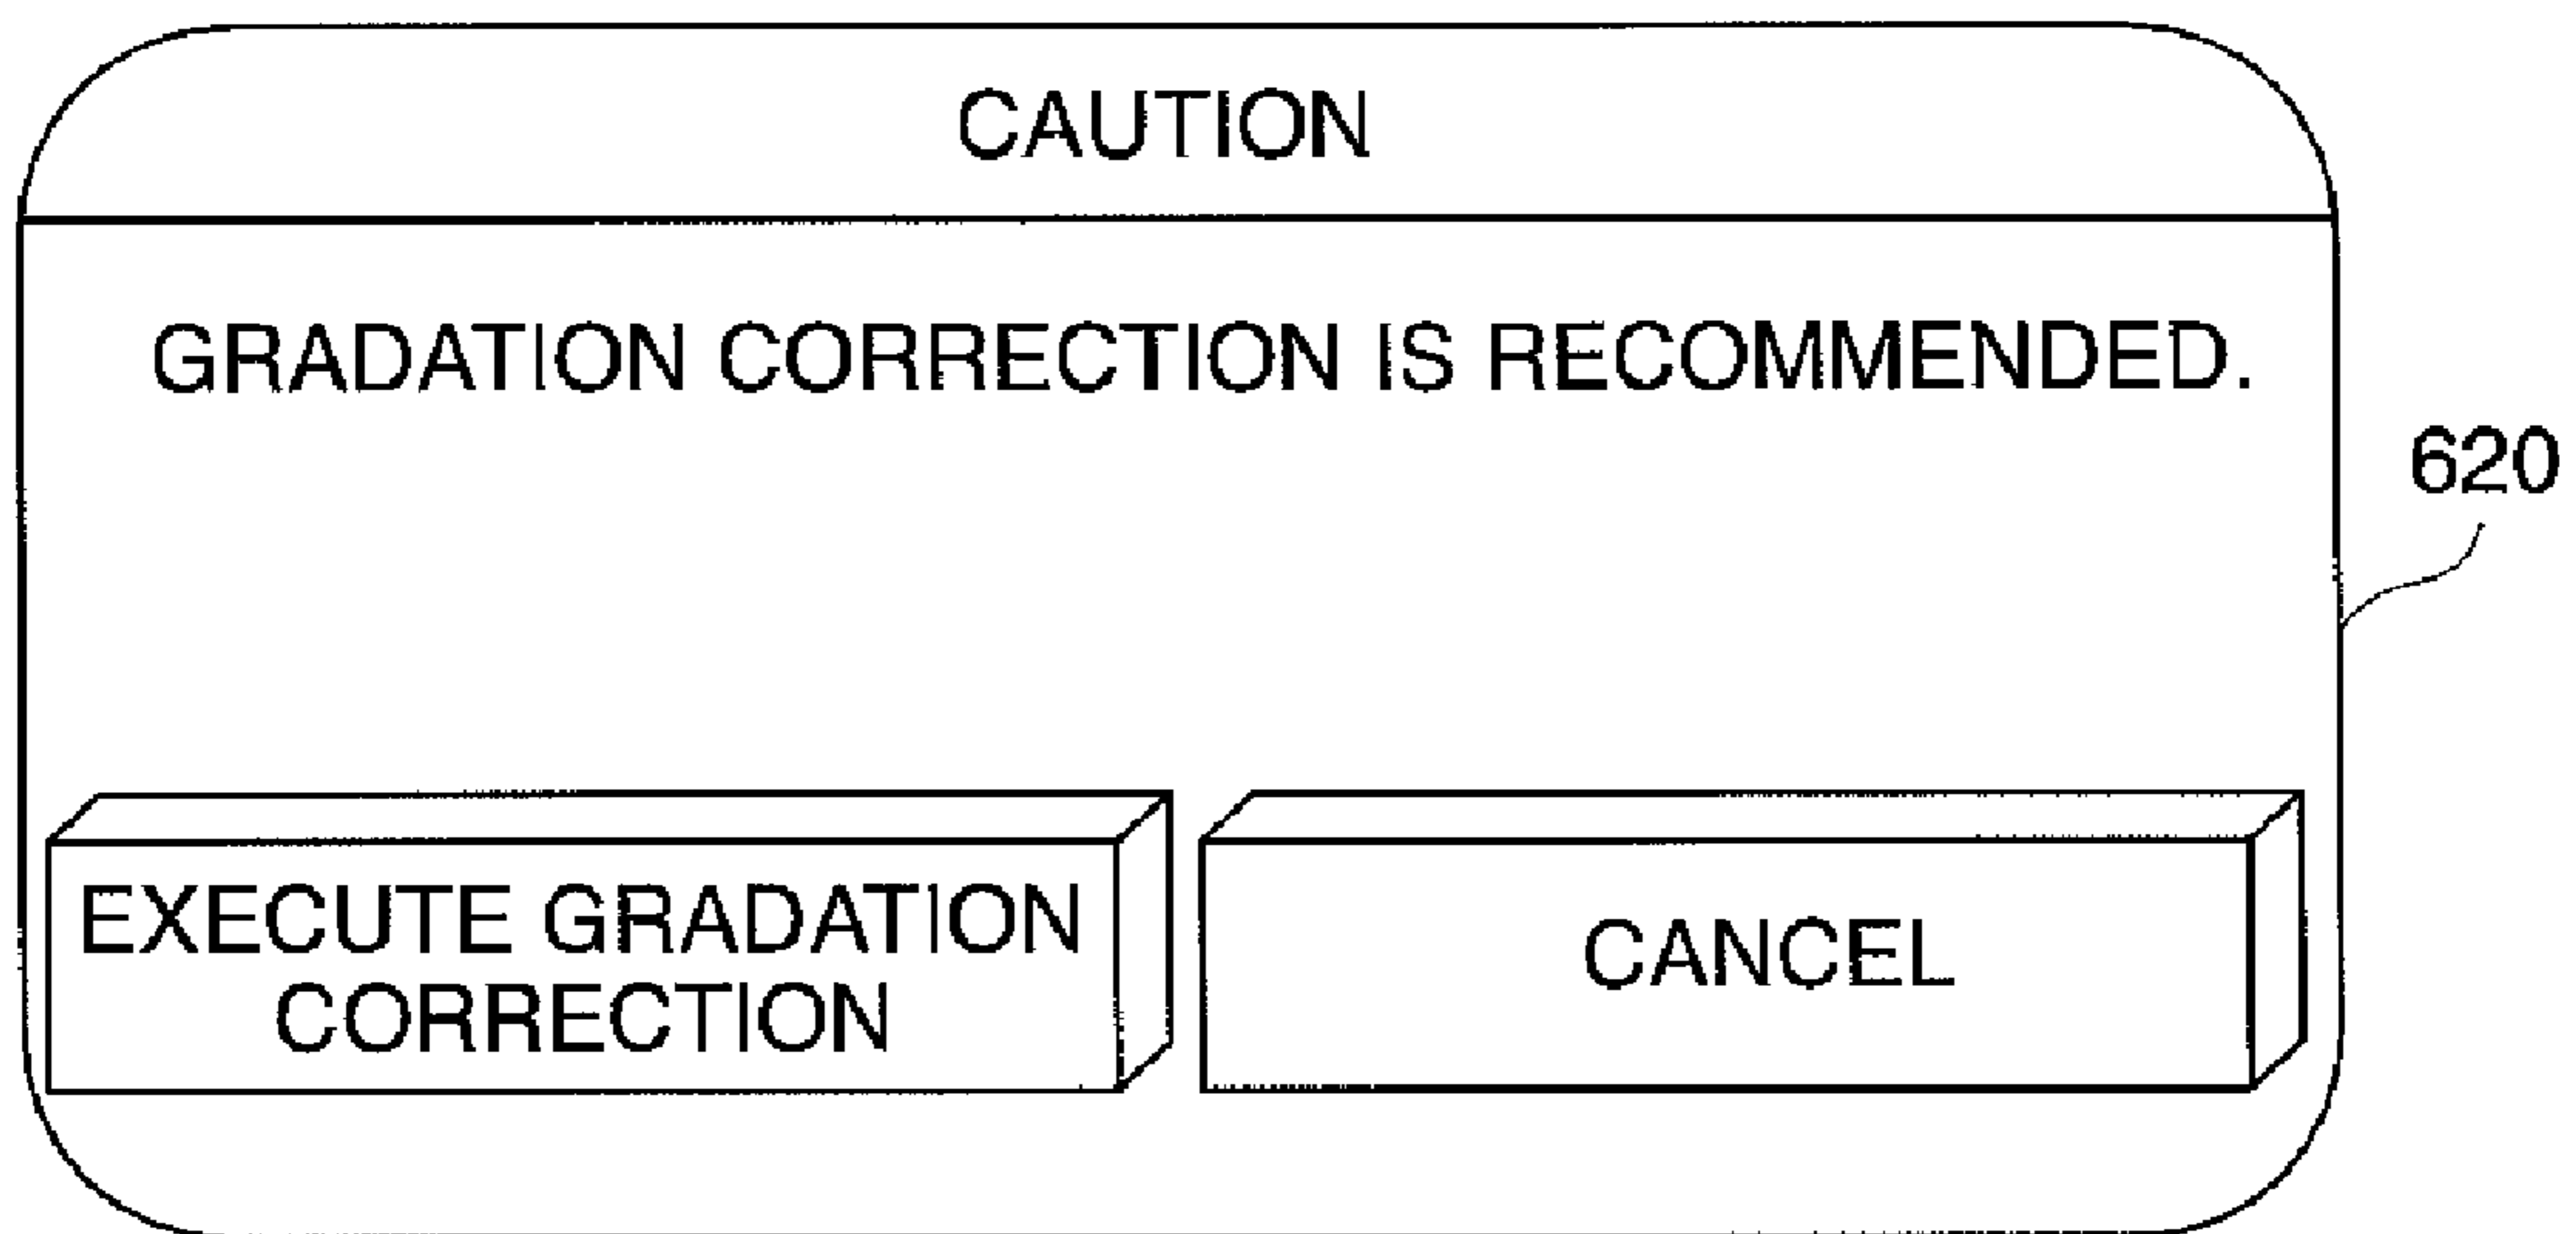 CAUTION
GRADATION CORRECTION IS RECOMMENDED.
620
EXECUTE GRADATION
CORRECTION
CANCEL